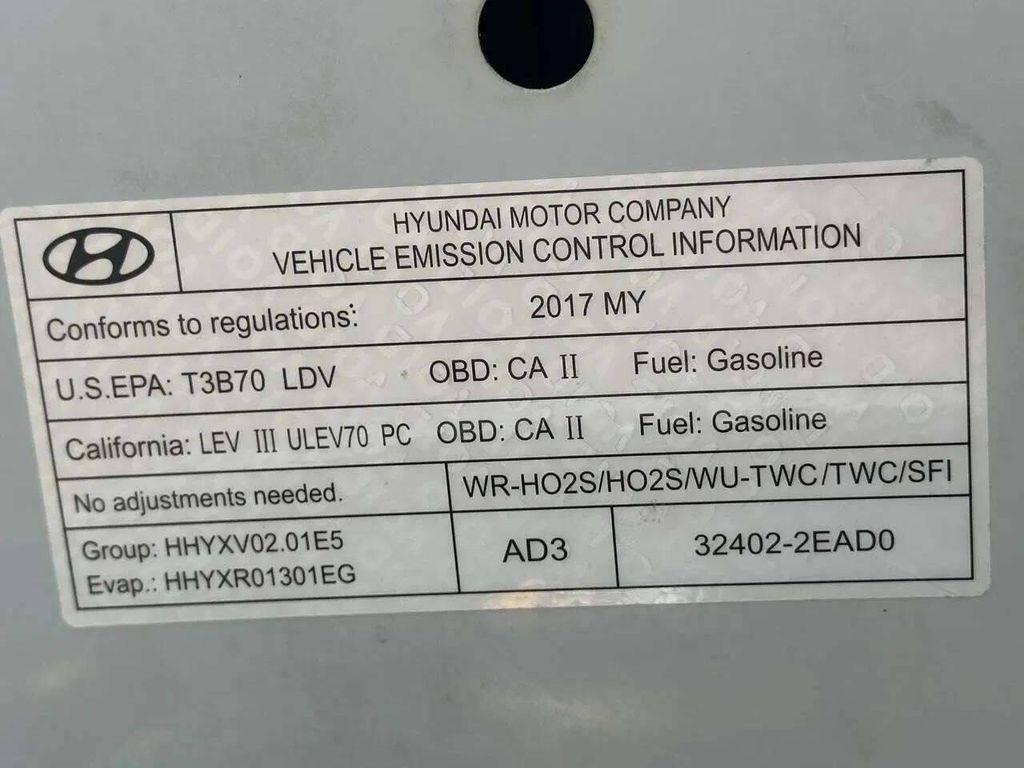 HYUNDAI MOTOR COMPANY
VEHICLE EMISSION CONTROL INFORMATION
Conforms to regulations: 2017 MY
U.S.EPA: T3B70 LDV OBD: CA II Fuel: Gasoline
California: LEV III ULEV70 PC OBD: CA II Fuel: Gasoline
No adjustments needed. WR-HO2S/HO2S/WU-TWC/TWC/SFI
Group: HHYXV02.01E5
Evap.: HHYXR01301EG
AD3
32402-2EAD0